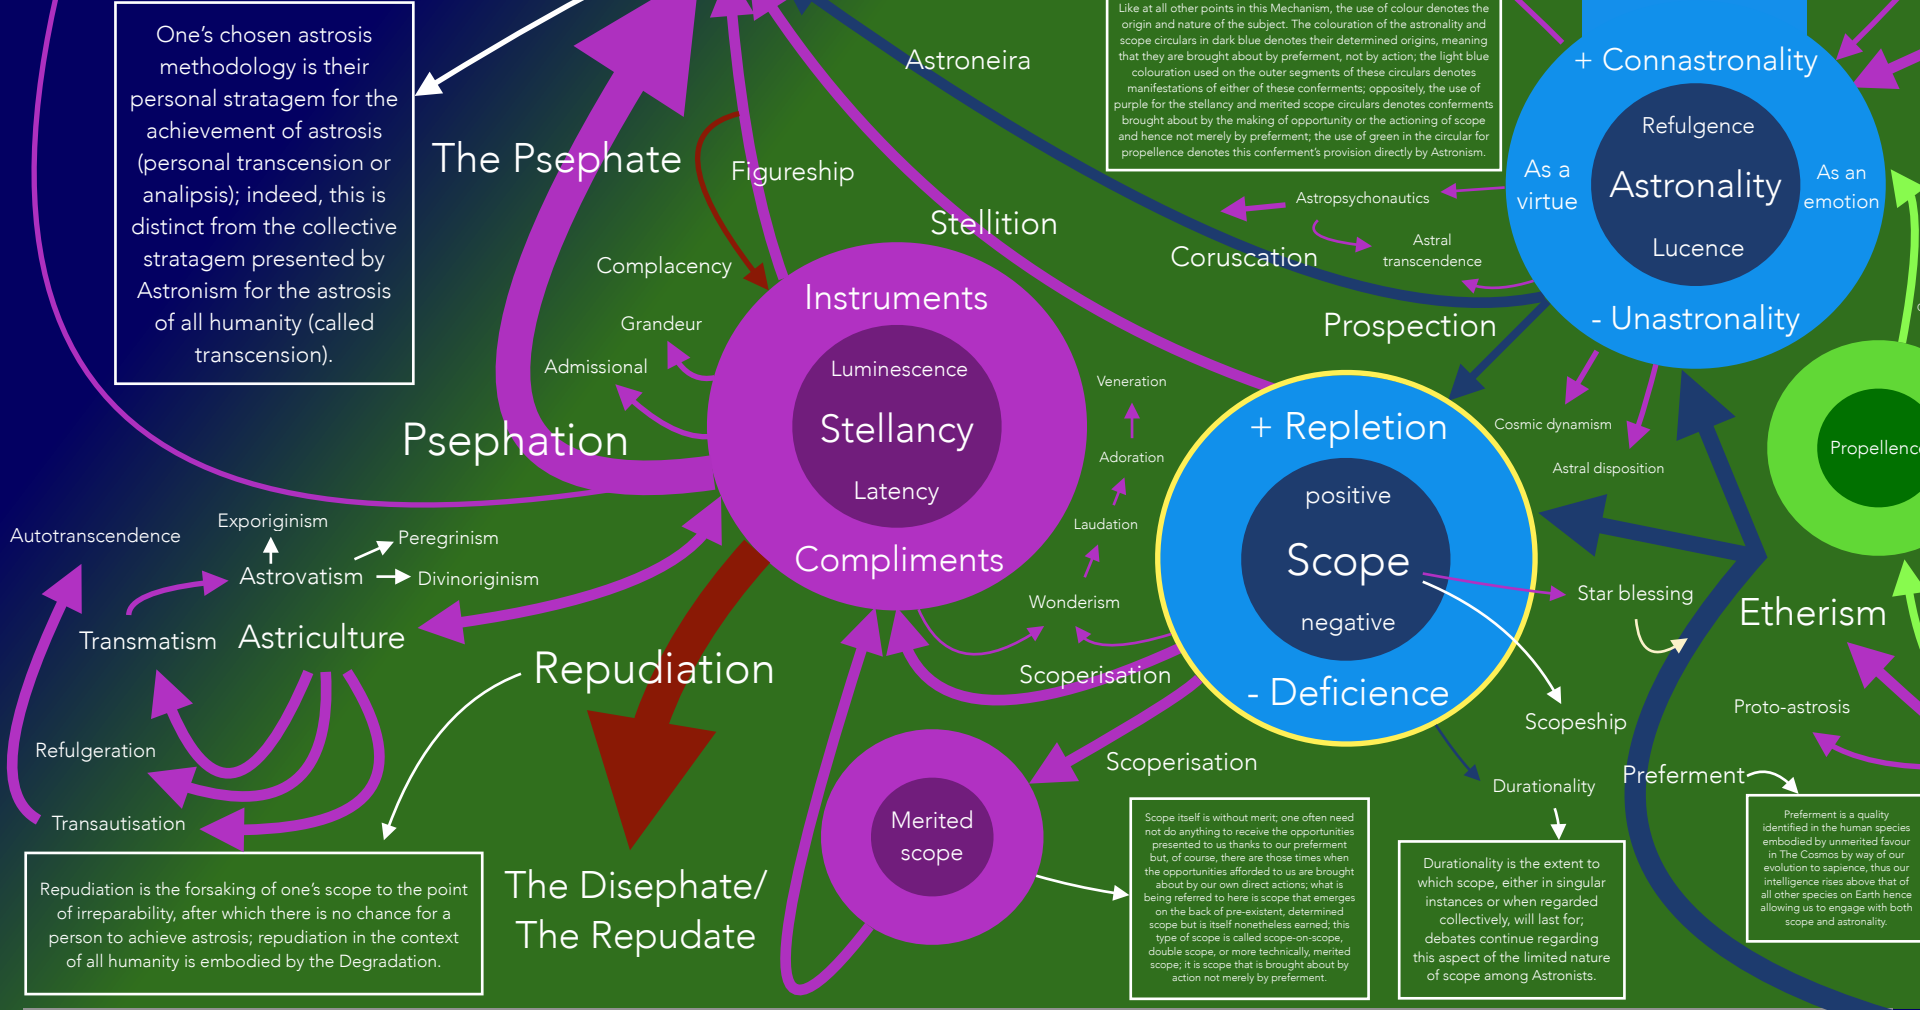 One's chosen astrosis
methodology is their
personal stratagem for the
achievement of astrosis
(personal transcension or
analipsis); indeed, this is
distinct from the collective
stratagem presented by
Astronism for the astrosis
of all humanity (called
transcension).
The Psephate
Figureship
Astroneira
Stellition
Like at all other points in this Mechanism, the use of colour denotes the
origin and nature of the subject. The colouration of the astronality and
scope circulars in dark blue denotes their determined origins, meaning
that they are brought about by preferment, not by action; the light blue
colouration used on the outer segments of these circulars denotes
manifestations of either of these conferments; oppositely, the use of
purple for the stellancy and merited scope circulars denotes conferments
brought about by the making of opportunity or the actioning of scope
and hence not merely by preferment; the use of green in the circular for
propellence denotes this conferment's provision directly by Astronism.
+ Connastronality
Refulgence
As a
virtue
Astronality
As an
emotion
Lucence
- Unastronality
Astropsychonautics
Astral
transcendence
Coruscation
Prospection
Complacency
Grandeur
Admissional
Psephation
Instruments
Luminescence
Stellancy
Latency
Compliments
Veneration
Adoration
Laudation
Wonderism
Scoperisation
+ Repletion
positive
Scope
negative
- Deficience
Cosmic dynamism
Astral disposition
Propellence
Star blessing
Etherism
Scopeship
Proto-astrosis
Autotranscendence
Exporiginism
Peregrinism
Astrovatism
Divinoriginism
Transmatism
Astriculture
Refulgeration
Transautisation
Repudiation
Repudiation is the forsaking of one's scope to the point
of irreparability, after which there is no chance for a
person to achieve astrosis; repudiation in the context
of all humanity is embodied by the Degradation.
The Disephate/
The Repudate
Merited
scope
Scoperisation
Scope itself is without merit; one often need
not do anything to receive the opportunities
presented to us thanks to our preferment
but, of course, there are those times when
the opportunities afforded to us are brought
about by our own direct actions; what is
being referred to here is scope that emerges
on the back of pre-existent, determined
scope but is itself nonetheless earned; this
type of scope is called scope-on-scope,
double scope, or more technically, merited
scope; it is scope that is brought about by
action not merely by preferment.
Durationality
Durationality is the extent to
which scope, either in singular
instances or when regarded
collectively, will last for;
debates continue regarding
this aspect of the limited nature
of scope among Astronists.
Preferment
Preferment is a quality
identified in the human species
embodied by unmerited favour
in The Cosmos by way of our
evolution to sapience, thus our
intelligence rises above that of
all other species on Earth hence
allowing us to engage with both
scope and astronality.